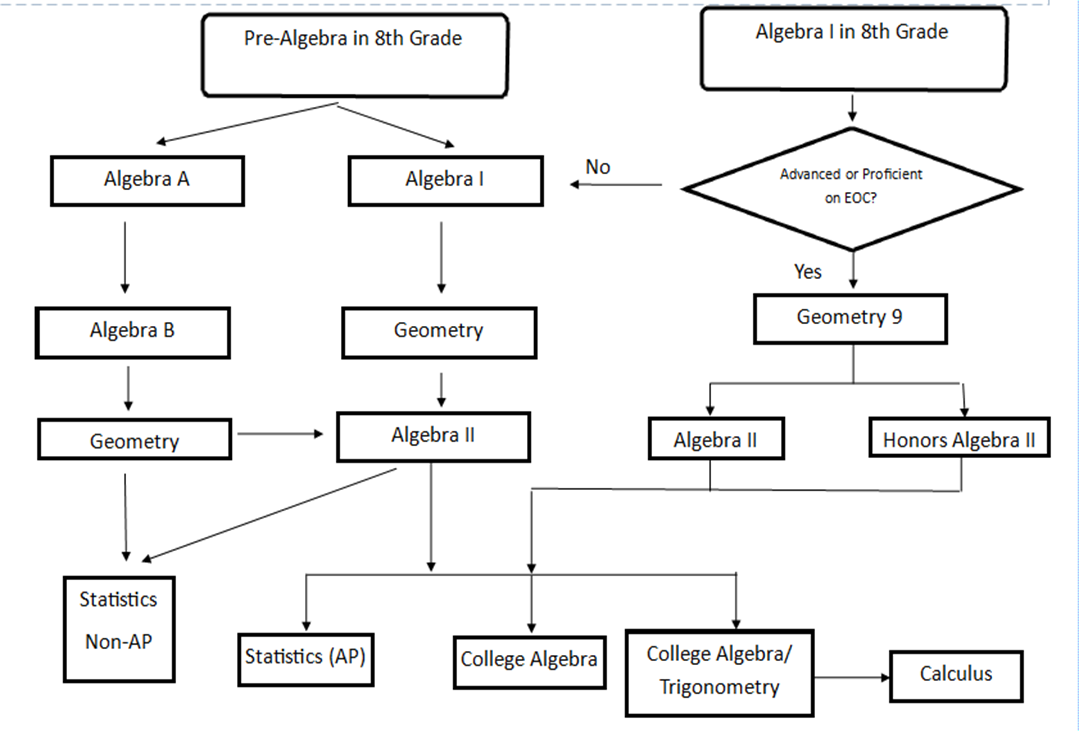 Pre-Algebra in 8th Grade
Algebra I in 8th Grade
Algebra A
Algebra I
No
Advanced or Proficient
on EOC?
Yes
Algebra B
Geometry
Geometry 9
Geometry
Algebra II
Algebra II
Honors Algebra II
Statistics
Non-AP
Statistics (AP)
College Algebra
College Algebra/
Trigonometry
Calculus